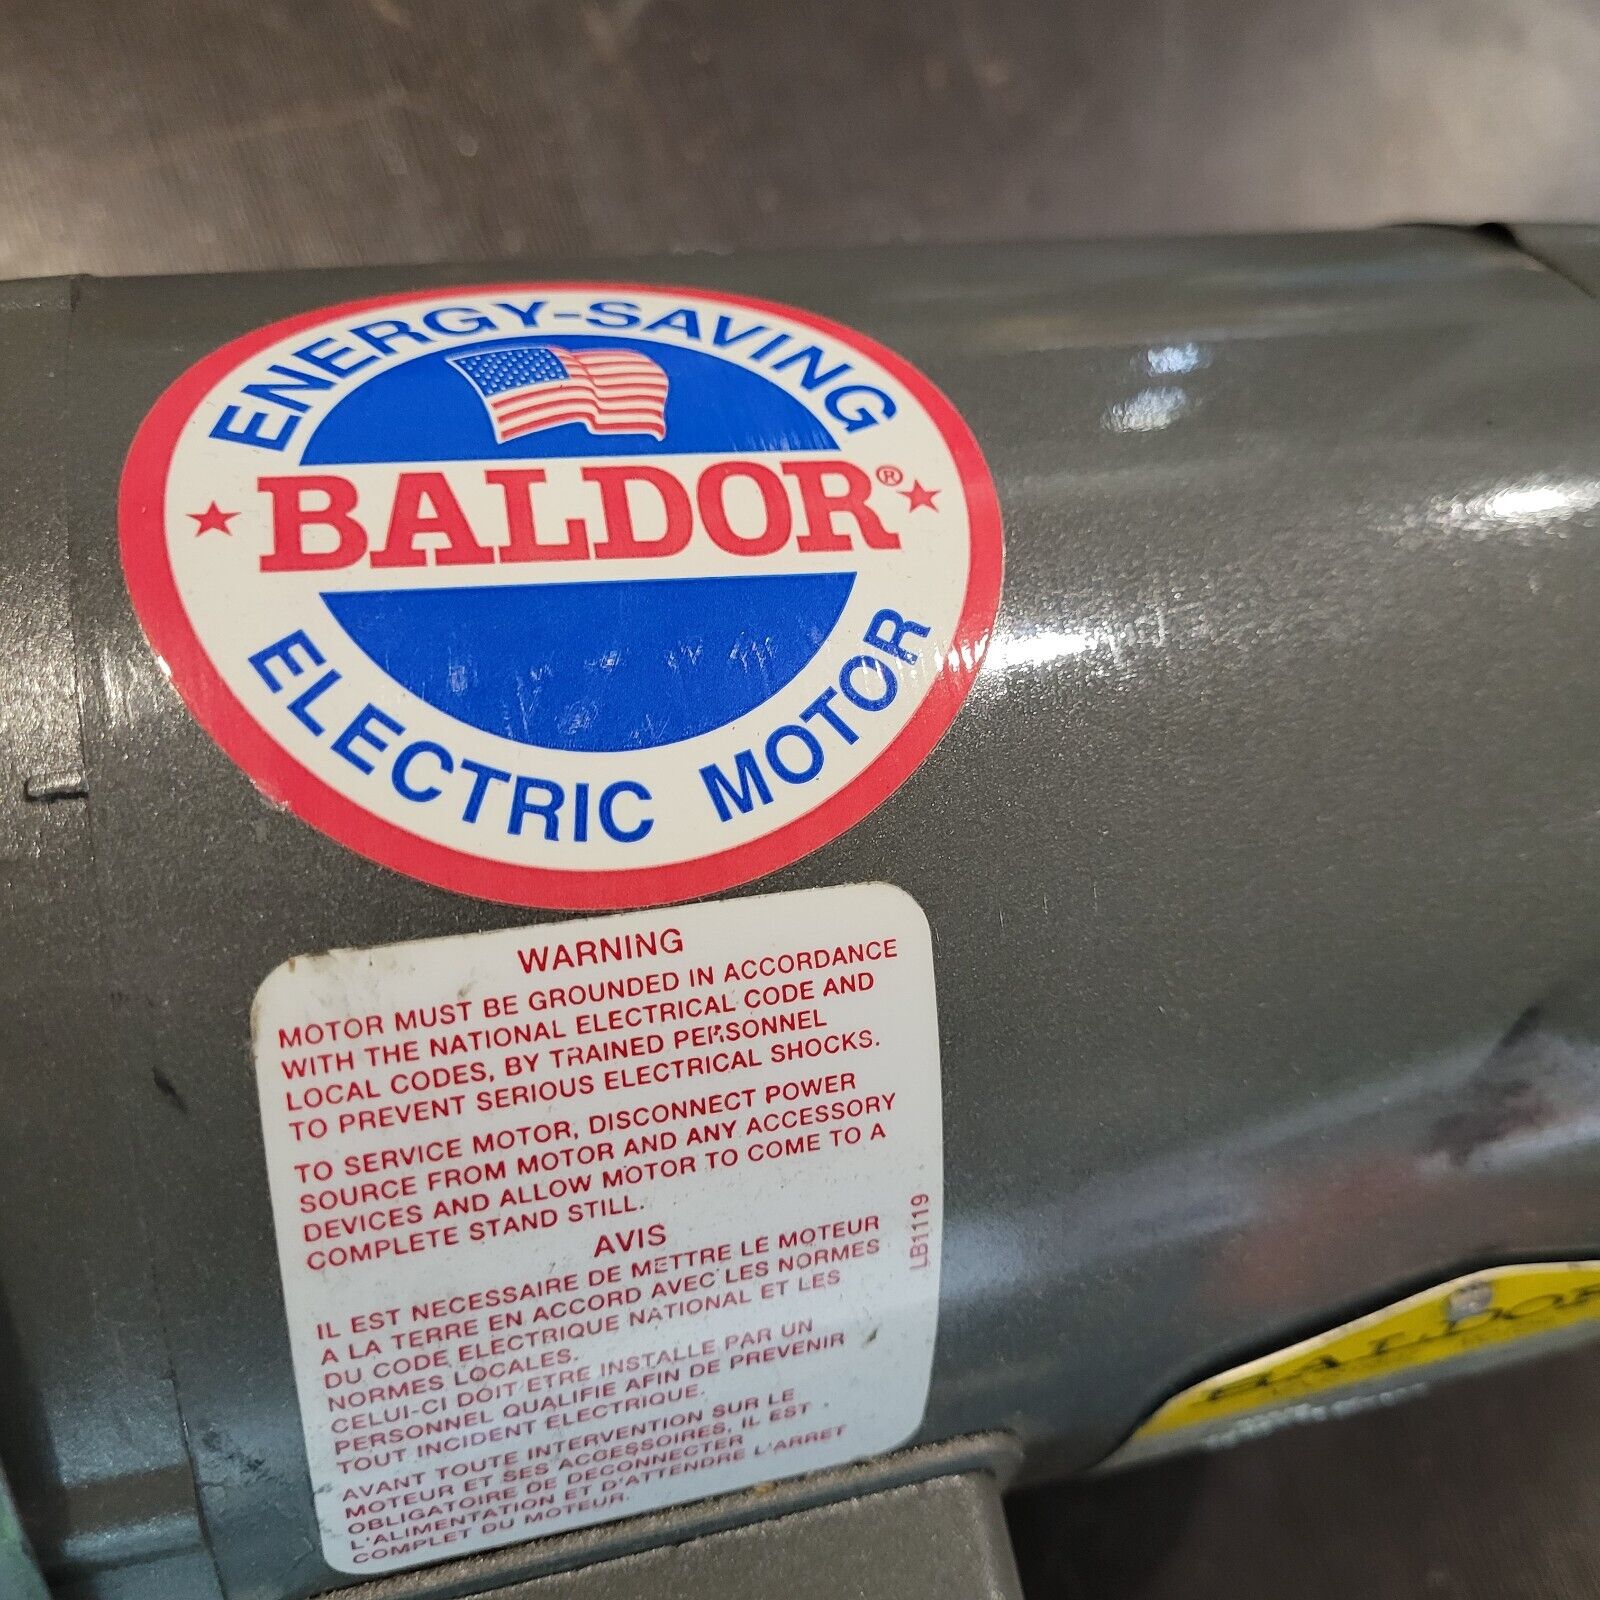 ENERGY-SAVING
BALDOR®
ELECTRIC MOTOR
WARNING
MOTOR MUST BE GROUNDED IN ACCORDANCE
WITH THE NATIONAL ELECTRICAL CODE AND
LOCAL CODES, BY TRAINED PERSONNEL
TO PREVENT SERIOUS ELECTRICAL SHOCKS.
TO SERVICE MOTOR, DISCONNECT POWER
SOURCE FROM MOTOR AND ANY ACCESSORY
DEVICES AND ALLOW MOTOR TO COME TO A
COMPLETE STAND STILL.
AVIS
IL EST NECESSAIRE DE METTRE LE MOTEUR
A LA TERRE EN ACCORD AVEC LES NORMES
DU CODE ELECTRIQUE NATIONAL ET LES
NORMES LOCALES.
CELUI-CI DOIT ETRE INSTALLE PAR UN
PERSONNEL QUALIFIE AFIN DE PREVENIR
TOUT INCIDENT ELECTRIQUE.
AVANT TOUTE INTERVENTION SUR LE
MOTEUR ET SES ACCESSOIRES, IL EST
OBLIGATOIRE DE DECONNECTER
L'ALIMENTATION ET D'ATTENDRE L'ARRET
COMPLET DU MOTEUR.
LB1119
BALDOR